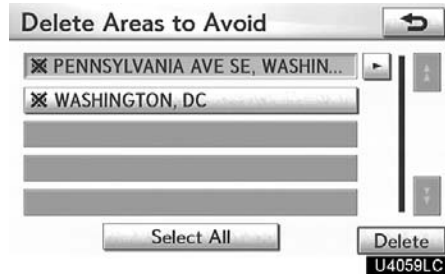 Delete Areas to Avoid
PENNSYLVANIA AVE SE, WASHIN...
WASHINGTON, DC
Select All
Delete
U4059LC